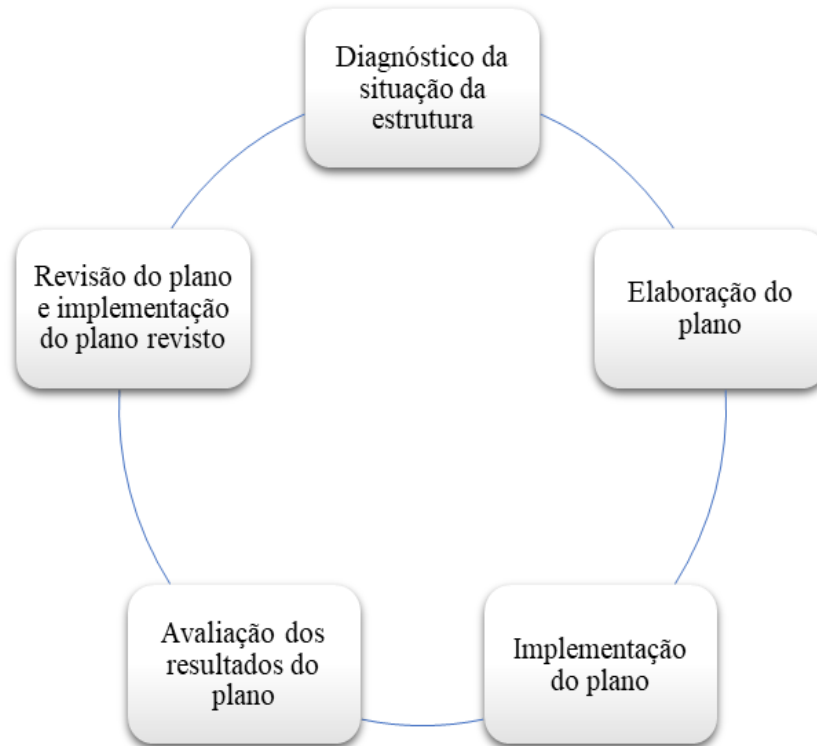 Diagnóstico da
situação da
estrutura
Elaboração do
plano
Implementação
do plano
Avaliação dos
resultados do
plano
Revisão do plano
e implementação
do plano revisto